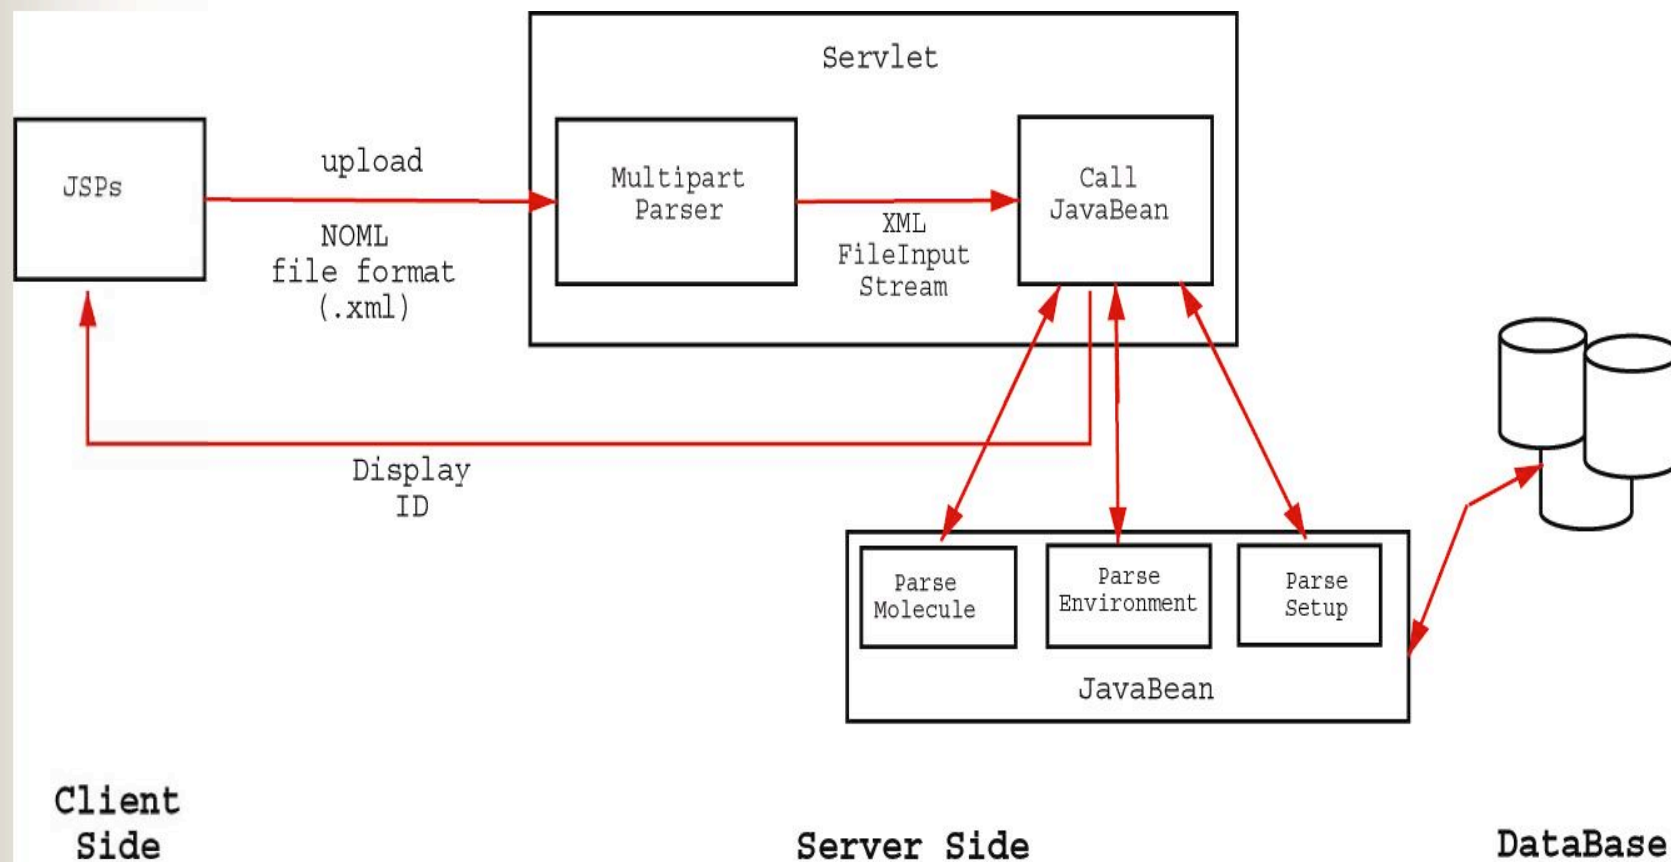 Servlet
JSPs
upload
NOML
file format
(.xml)
Multipart
Parser
XML
FileInput
Stream
Call
JavaBean
Display
ID
Parse
Molecule
Parse
Environment
Parse
Setup
JavaBean
Client
Side
Server Side
DataBase